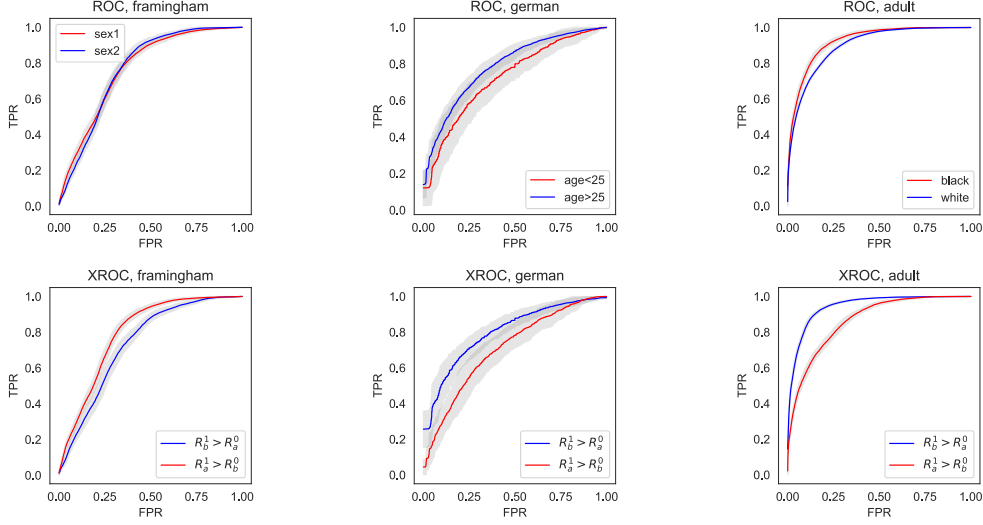 ROC, framingham
1.0
0.8
0.6
0.4
0.2
0.0
TPR
sex1
sex2
0.00 0.25 0.50 0.75 1.00
FPR
ROC, german
1.0
0.8
0.6
0.4
0.2
0.0
TPR
age<25
age>25
0.00 0.25 0.50 0.75 1.00
FPR
ROC, adult
1.0
0.8
0.6
0.4
0.2
0.0
TPR
black
white
0.00 0.25 0.50 0.75 1.00
FPR
XROC, framingham
1.0
0.8
0.6
0.4
0.2
0.0
TPR
$R_b^1 > R_a^0$
$R_a^1 > R_b^0$
0.00 0.25 0.50 0.75 1.00
FPR
XROC, german
1.0
0.8
0.6
0.4
0.2
0.0
TPR
$R_b^1 > R_a^0$
$R_a^1 > R_b^0$
0.00 0.25 0.50 0.75 1.00
FPR
XROC, adult
1.0
0.8
0.6
0.4
0.2
0.0
TPR
$R_b^1 > R_a^0$
$R_a^1 > R_b^0$
0.00 0.25 0.50 0.75 1.00
FPR